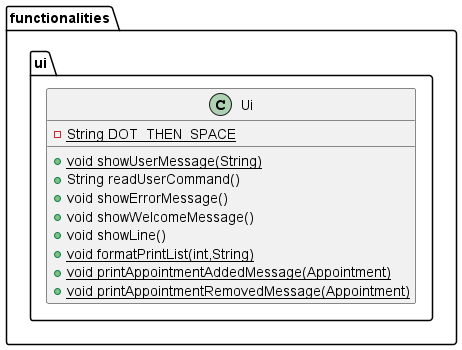 functionalities
ui
C Ui
String DOT_THEN_SPACE
void showUserMessage(String)
String readUserCommand()
void showErrorMessage()
void showWelcomeMessage()
void showLine()
void formatPrintList(int,String)
void printAppointmentAddedMessage(Appointment)
void printAppointmentRemovedMessage(Appointment)